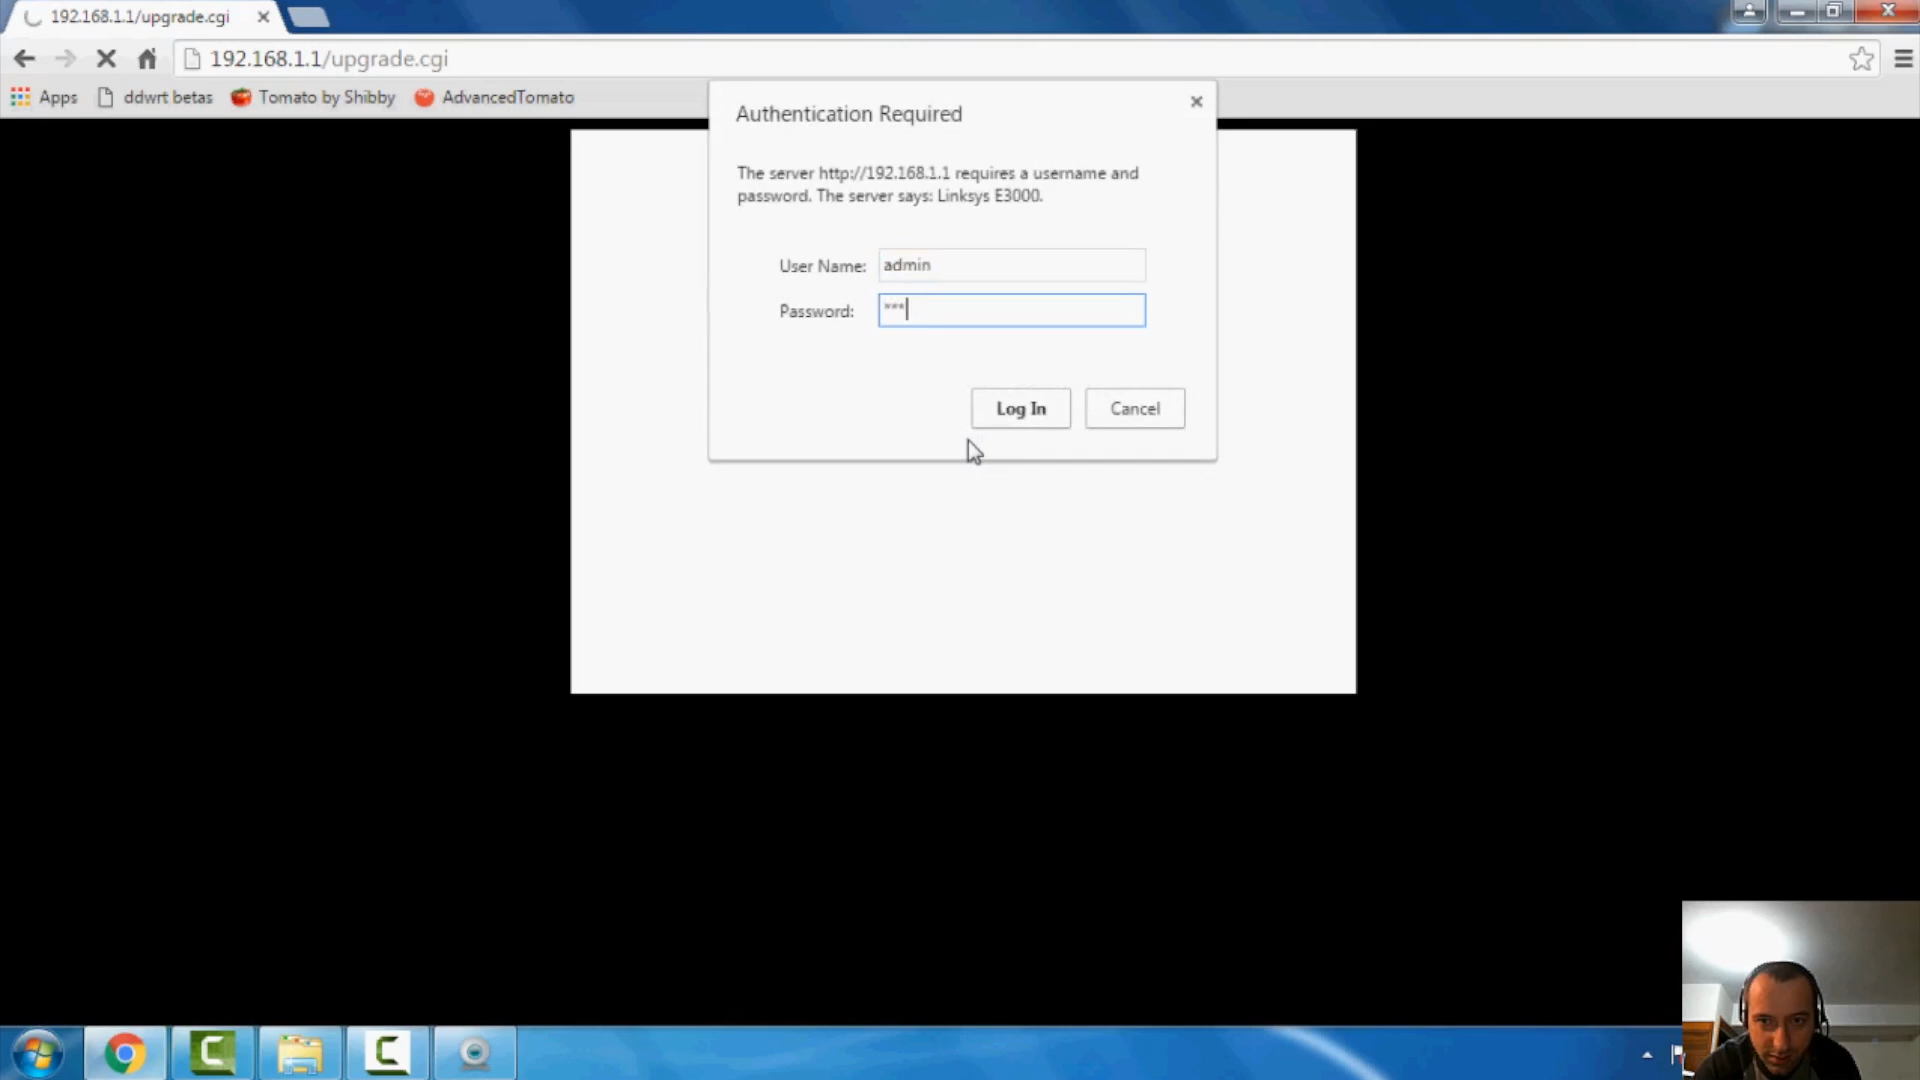 192.168.1.1/upgrade.cgi
192.168.1.1/upgrade.cgi
Apps ddwrt betas Tomato by Shibby AdvancedTomato
Authentication Required
The server http://192.168.1.1 requires a username and
password. The server says: Linksys E3000.
User Name: admin
Password: ***
Log In Cancel